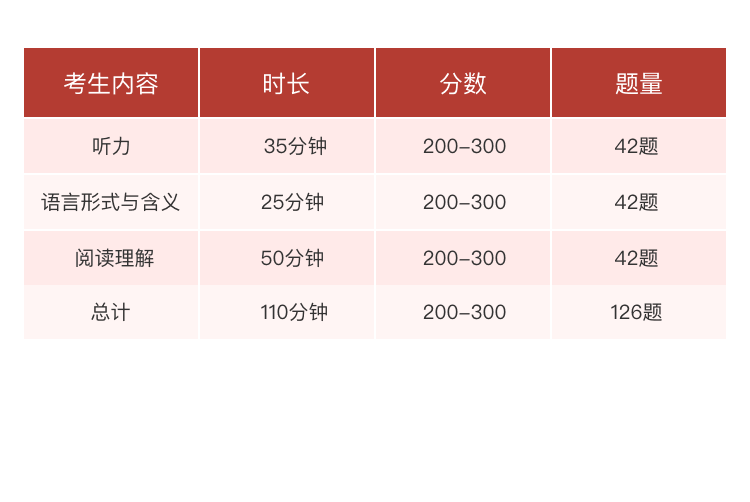 考生内容 时长 分数 题量
听力 35分钟 200–300 42题
语言形式与含义 25分钟 200–300 42题
阅读理解 50分钟 200–300 42题
总计 110分钟 200–300 126题